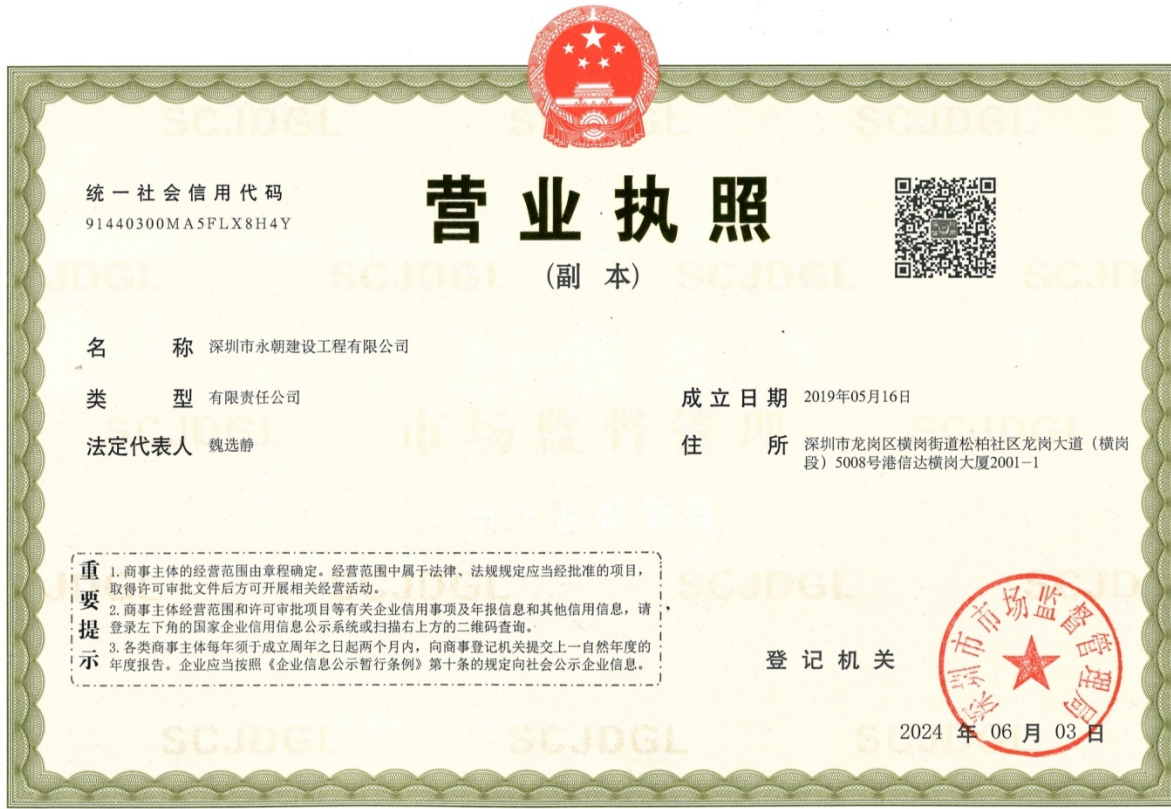 统一社会信用代码
91440300MA5FLX8H4Y
营业执照
(副 本)
名 称 深圳市永朝建设工程有限公司
类 型 有限责任公司
成立日期 2019年05月16日
法定代表人 魏选静
住 所 深圳市龙岗区横岗街道松柏社区龙岗大道（横岗
段）5008号港信达横岗大厦2001-1
重要提示
1.商事主体的经营范围由章程确定。经营范围中属于法律、法规规定应当经批准的项目，
取得许可审批文件后方可开展相关经营活动。
2.商事主体经营范围和许可审批项目等有关企业信用事项及年报信息和其他信用信息，请
登录左下角的国家企业信用信息公示系统或扫描右上方的二维码查询。
3.各类商事主体每年须于成立周年之日起两个月内，向商事登记机关提交上一自然年度的
年度报告。企业应当按照《企业信息公示暂行条例》第十条的规定向社会公示企业信息。
登记机关
深圳市市场监督管理局
2024 年 06 月 03 日
SCJDGL
市场监督管理